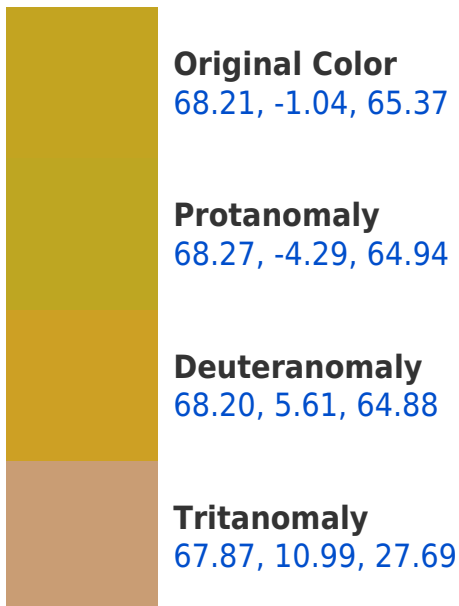 Original Color
68.21, -1.04, 65.37
Protanomaly
68.27, -4.29, 64.94
Deuteranomaly
68.20, 5.61, 64.88
Tritanomaly
67.87, 10.99, 27.69